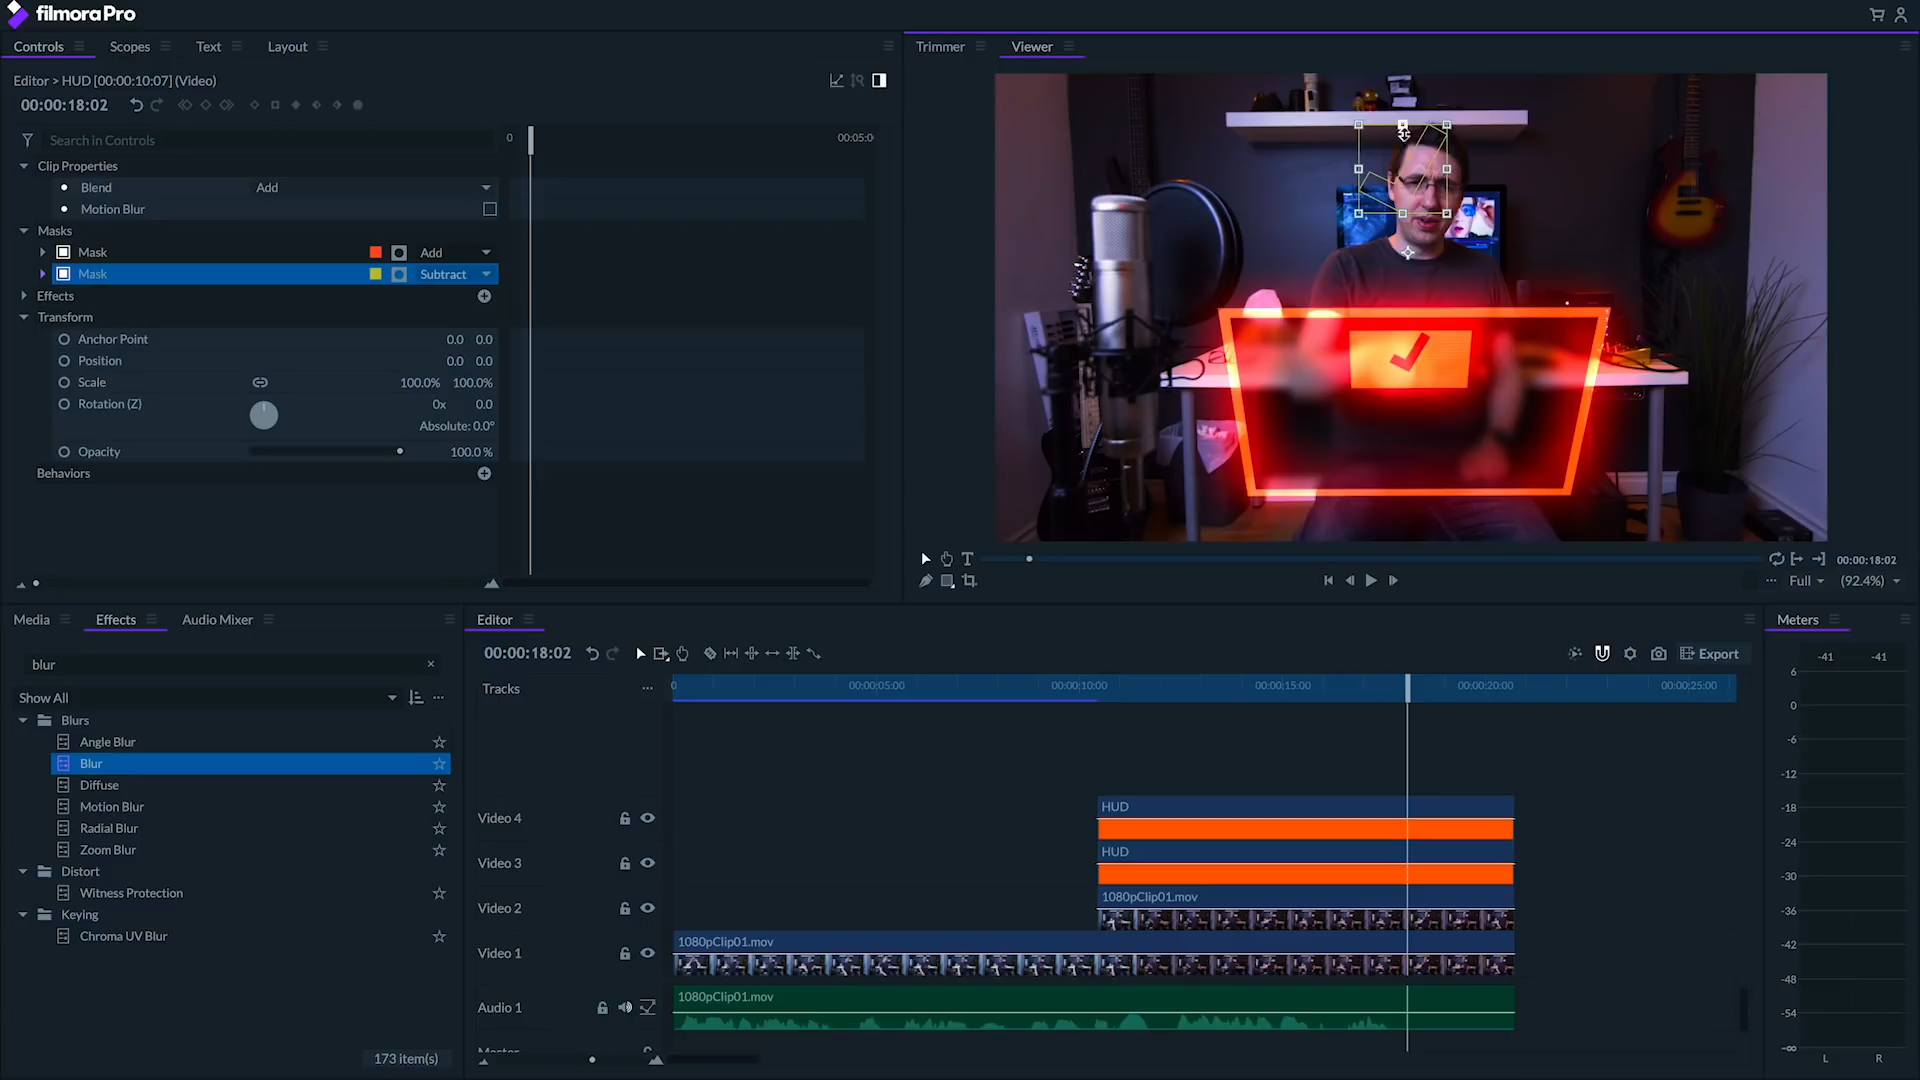 filmoraPro
Controls
Scopes
Text
Layout
Trimmer
Viewer
Editor > HUD [00:00:10:07] (Video)
00:00:18:02
Search in Controls
0
00:05:0
Clip Properties
Blend
Add
Motion Blur
Masks
Mask
Add
Mask
Subtract
Effects
Transform
Anchor Point
0.0 0.0
Position
0.0 0.0
Scale
100.0% 100.0%
Rotation (Z)
0x 0.0
Absolute: 0.0°
Opacity
100.0 %
Behaviors
00:00:18:02
Full
(92.4%)
Media
Effects
Audio Mixer
blur
Show All
Blurs
Angle Blur
Blur
Diffuse
Motion Blur
Radial Blur
Zoom Blur
Distort
Witness Protection
Keying
Chroma UV Blur
173 item(s)
Editor
00:00:18:02
Export
Tracks
0
00:00:05:00
00:00:10:00
00:00:15:00
00:00:20:00
00:00:25:00
Video 4
HUD
Video 3
HUD
Video 2
1080pClip01.mov
Video 1
1080pClip01.mov
Audio 1
1080pClip01.mov
Meters
-41 -41
6
0
-6
-12
-18
-24
-30
-36
-42
-48
-54
-∞
L R